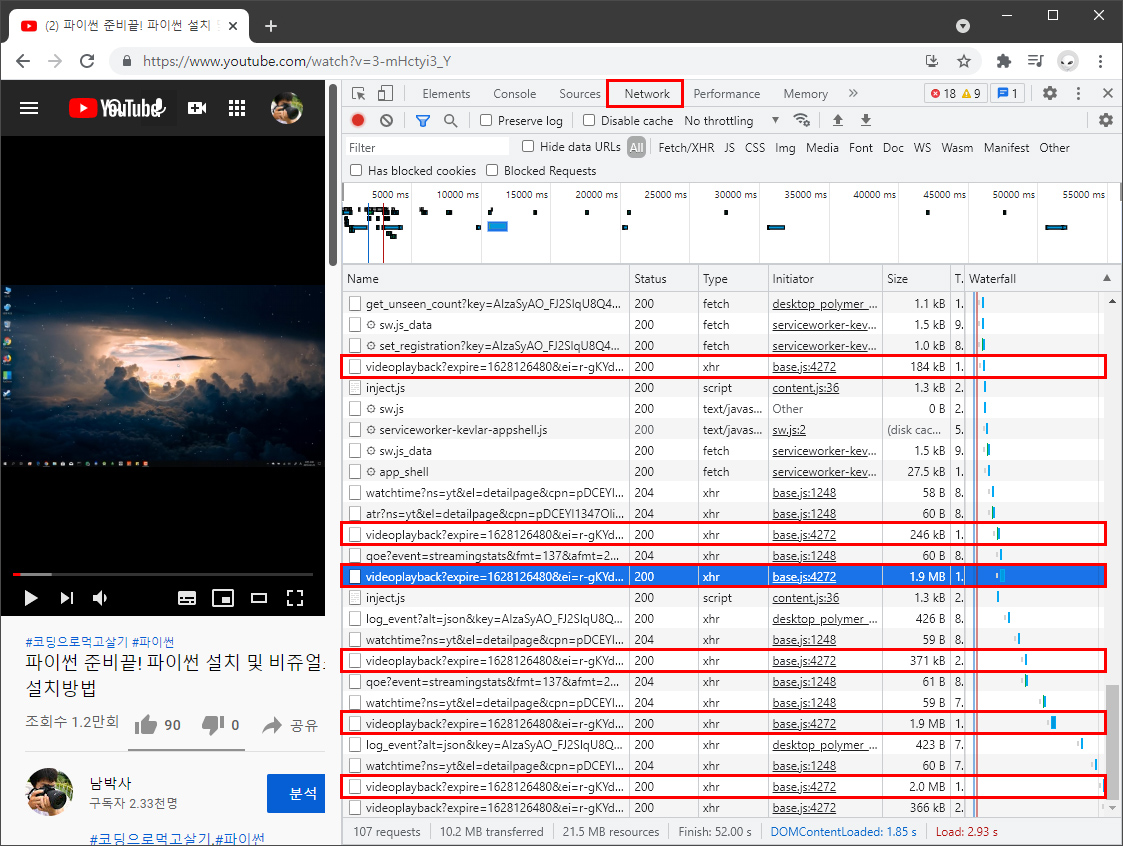 (2) 파이썬 준비끝! 파이썬 설치
https://www.youtube.com/watch?v=3-mHctyi3_Y
YouTube
Elements Console Sources Network Performance Memory » 18 9 1
Preserve log Disable cache No throttling
Filter Hide data URLs All Fetch/XHR JS CSS Img Media Font Doc WS Wasm Manifest Other
Has blocked cookies Blocked Requests
5000 ms 10000 ms 15000 ms 20000 ms 25000 ms 30000 ms 35000 ms 40000 ms 45000 ms 50000 ms 55000 ms
Name Status Type Initiator Size T. Waterfall
get_unseen_count?key=AIzaSyAO_FJ2SlqU8Q4... 200 fetch desktop_polymer_... 1.1 kB 1.
sw.js_data 200 fetch serviceworker-kev... 1.5 kB 9.
set_registration?key=AIzaSyAO_FJ2SlqU8Q4... 200 fetch serviceworker-kev... 1.0 kB 8.
videoplayback?expire=1628126480&ei=r-gKYd... 200 xhr base.js:4272 184 kB 1.
inject.js 200 script content.js:36 1.3 kB 2.
sw.js 200 text/javas... Other 0 B 2.
serviceworker-kevlar-appshell.js 200 text/javas... sw.js:2 (disk cac... 5.
sw.js_data 200 fetch serviceworker-kev... 1.5 kB 9.
app_shell 200 fetch serviceworker-kev... 27.5 kB 1.
watchtime?ns=yt&el=detailpage&cpn=pDCEYI... 204 xhr base.js:1248 58 B 8.
atr?ns=yt&el=detailpage&cpn=pDCEYI1347Oli... 204 xhr base.js:1248 60 B 8.
videoplayback?expire=1628126480&ei=r-gKYd... 200 xhr base.js:4272 246 kB 1.
qoe?event=streamingstats&fmt=137&afmt=2... 204 xhr base.js:1248 60 B 8.
videoplayback?expire=1628126480&ei=r-gKYd... 200 xhr base.js:4272 1.9 MB 1.
inject.js 200 script content.js:36 1.3 kB 2.
log_event?alt=json&key=AIzaSyAO_FJ2SlqU8Q... 200 fetch desktop_polymer_... 426 B 8.
watchtime?ns=yt&el=detailpage&cpn=pDCEYI... 204 xhr base.js:1248 59 B 8.
videoplayback?expire=1628126480&ei=r-gKYd... 200 xhr base.js:4272 371 kB 2.
qoe?event=streamingstats&fmt=137&afmt=2... 204 xhr base.js:1248 61 B 8.
watchtime?ns=yt&el=detailpage&cpn=pDCEYI... 204 xhr base.js:1248 59 B 7.
videoplayback?expire=1628126480&ei=r-gKYd... 200 xhr base.js:4272 1.9 MB 1.
log_event?alt=json&key=AIzaSyAO_FJ2SlqU8Q... 200 fetch desktop_polymer_... 423 B 7.
watchtime?ns=yt&el=detailpage&cpn=pDCEYI... 204 xhr base.js:1248 60 B 7.
videoplayback?expire=1628126480&ei=r-gKYd... 200 xhr base.js:4272 2.0 MB 1.
videoplayback?expire=1628126480&ei=r-gKYd... 200 xhr base.js:4272 366 kB 2.
107 requests 10.2 MB transferred 21.5 MB resources Finish: 52.00 s DOMContentLoaded: 1.85 s Load: 2.93 s
#코딩으로먹고살기 #파이썬
파이썬 준비끝! 파이썬 설치 및 비쥬얼
설치방법
조회수 1.2만회 90 0 공유
남박사
구독자 2.33천명
분석
#코딩으로먹고살기,#파이썬